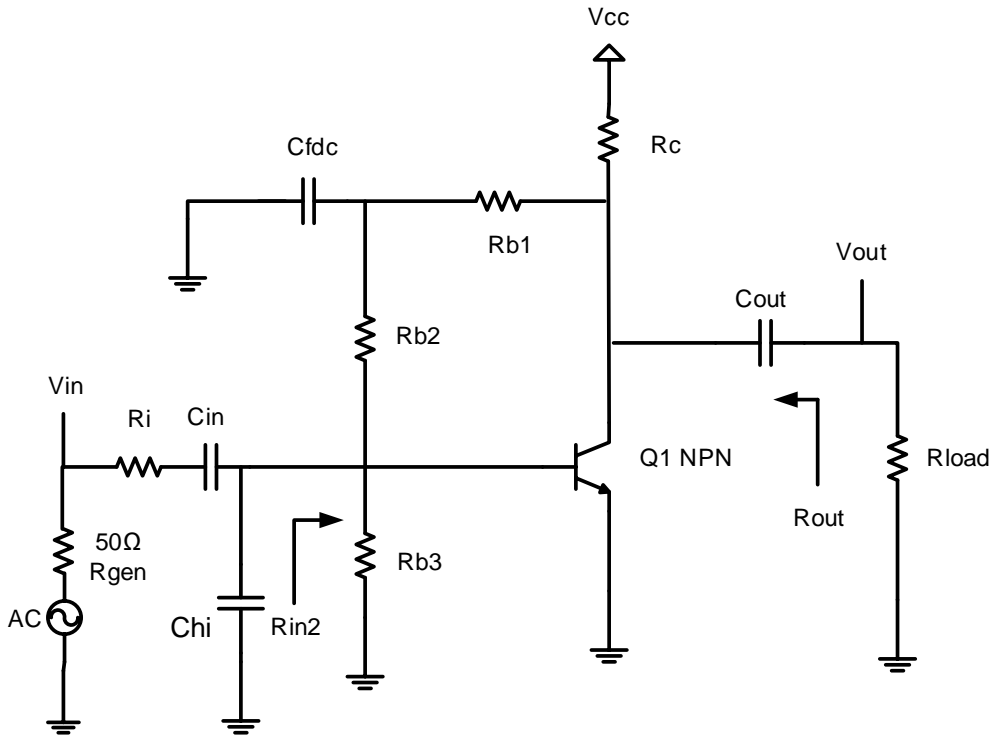 Vcc
Rc
Cfdc
Rb1
Vout
Cout
Rb2
Vin
Ri
Cin
Q1 NPN
Rload
Rout
50Ω
Rgen
Rb3
AC
Chi
Rin2